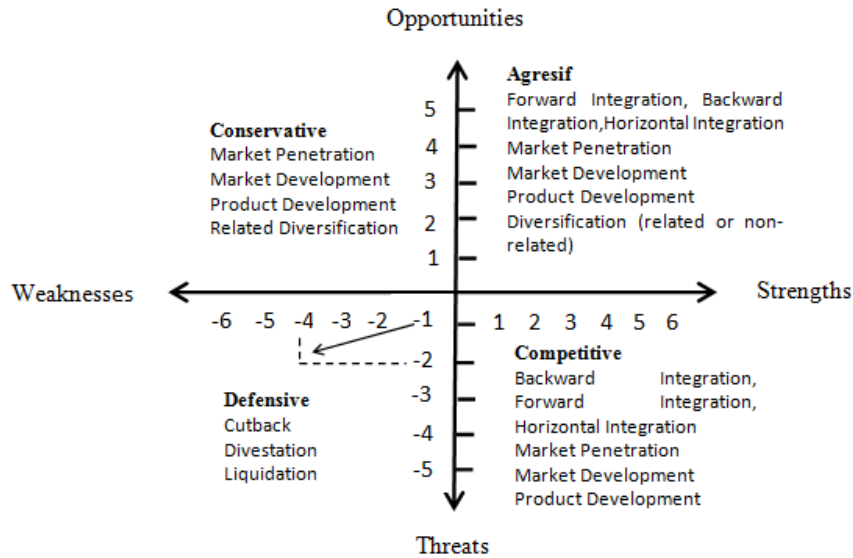 Opportunities
Agresif
Forward Integration, Backward
Integration,Horizontal Integration
Market Penetration
Market Development
Product Development
Diversification (related or non-
related)
Conservative
Market Penetration
Market Development
Product Development
Related Diversification
5
4
3
2
1
Weaknesses
Strengths
-6 -5 -4 -3 -2 -1 1 2 3 4 5 6
-2
-3
-4
-5
Defensive
Cutback
Divestation
Liquidation
Competitive
Backward Integration,
Forward Integration,
Horizontal Integration
Market Penetration
Market Development
Product Development
Threats